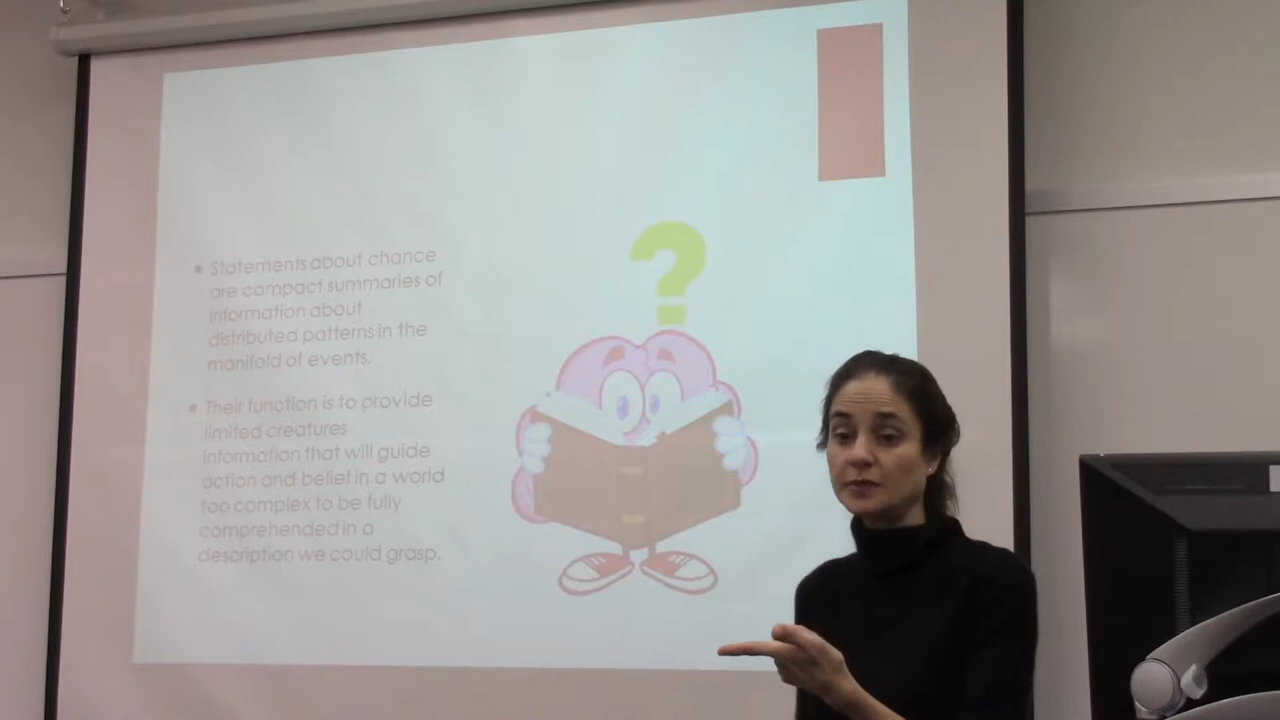 Statements about chance
are compact summaries of
information about
distributed patterns in the
manifold of events.
Their function is to provide
limited creatures
information that will guide
action and belief in a world
too complex to be fully
comprehended in a
description we could grasp.
?